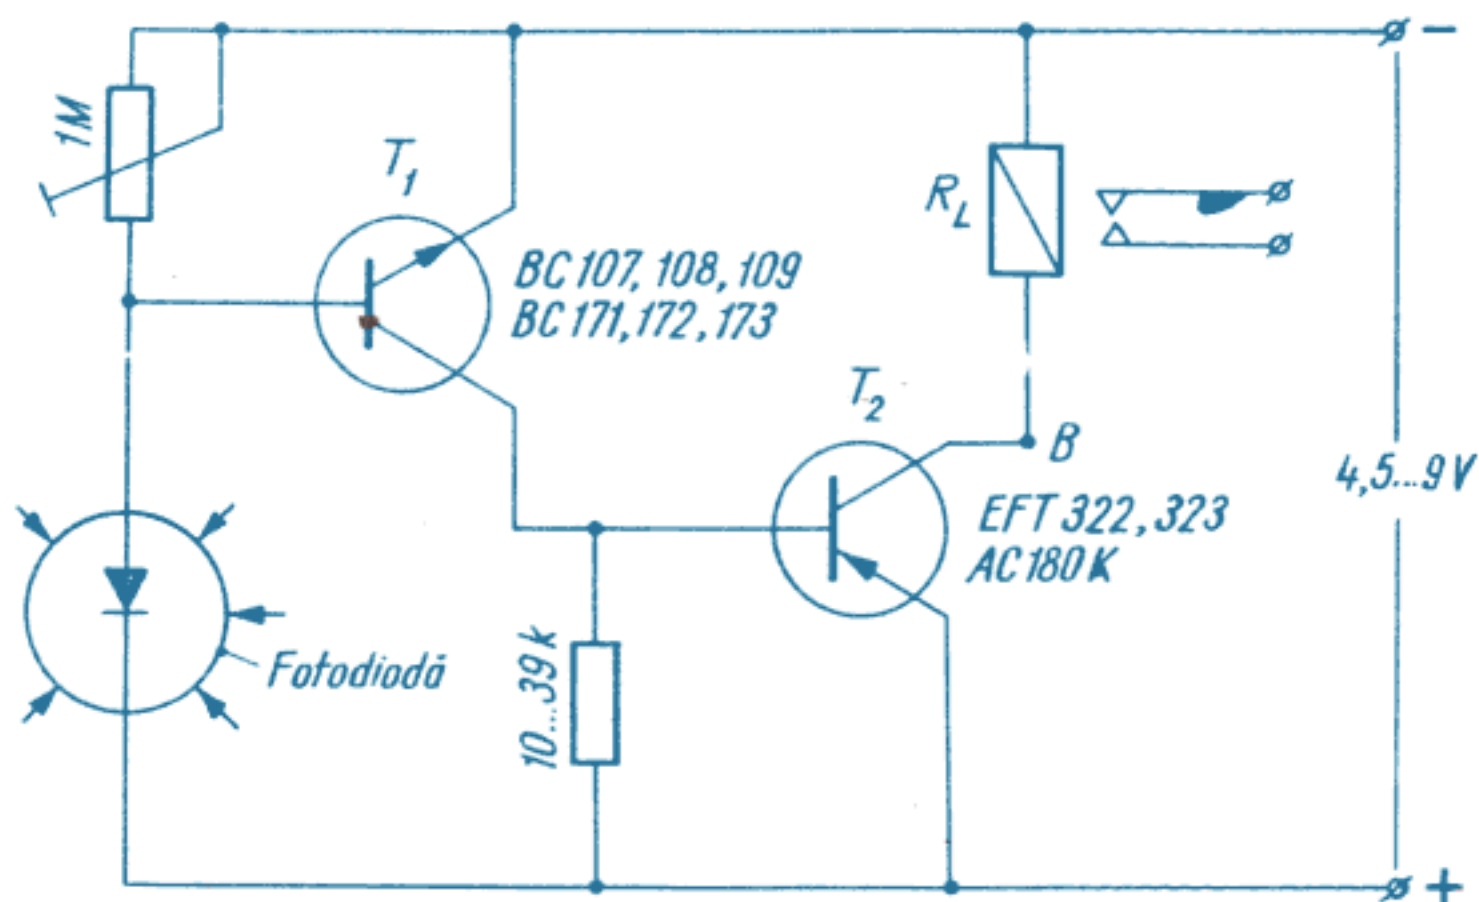 −
1M
T1
BC 107, 108, 109
BC 171, 172, 173
RL
T2
B
4,5...9 V
EFT 322, 323
AC 180 K
Fotodiodă
10...39 k
+